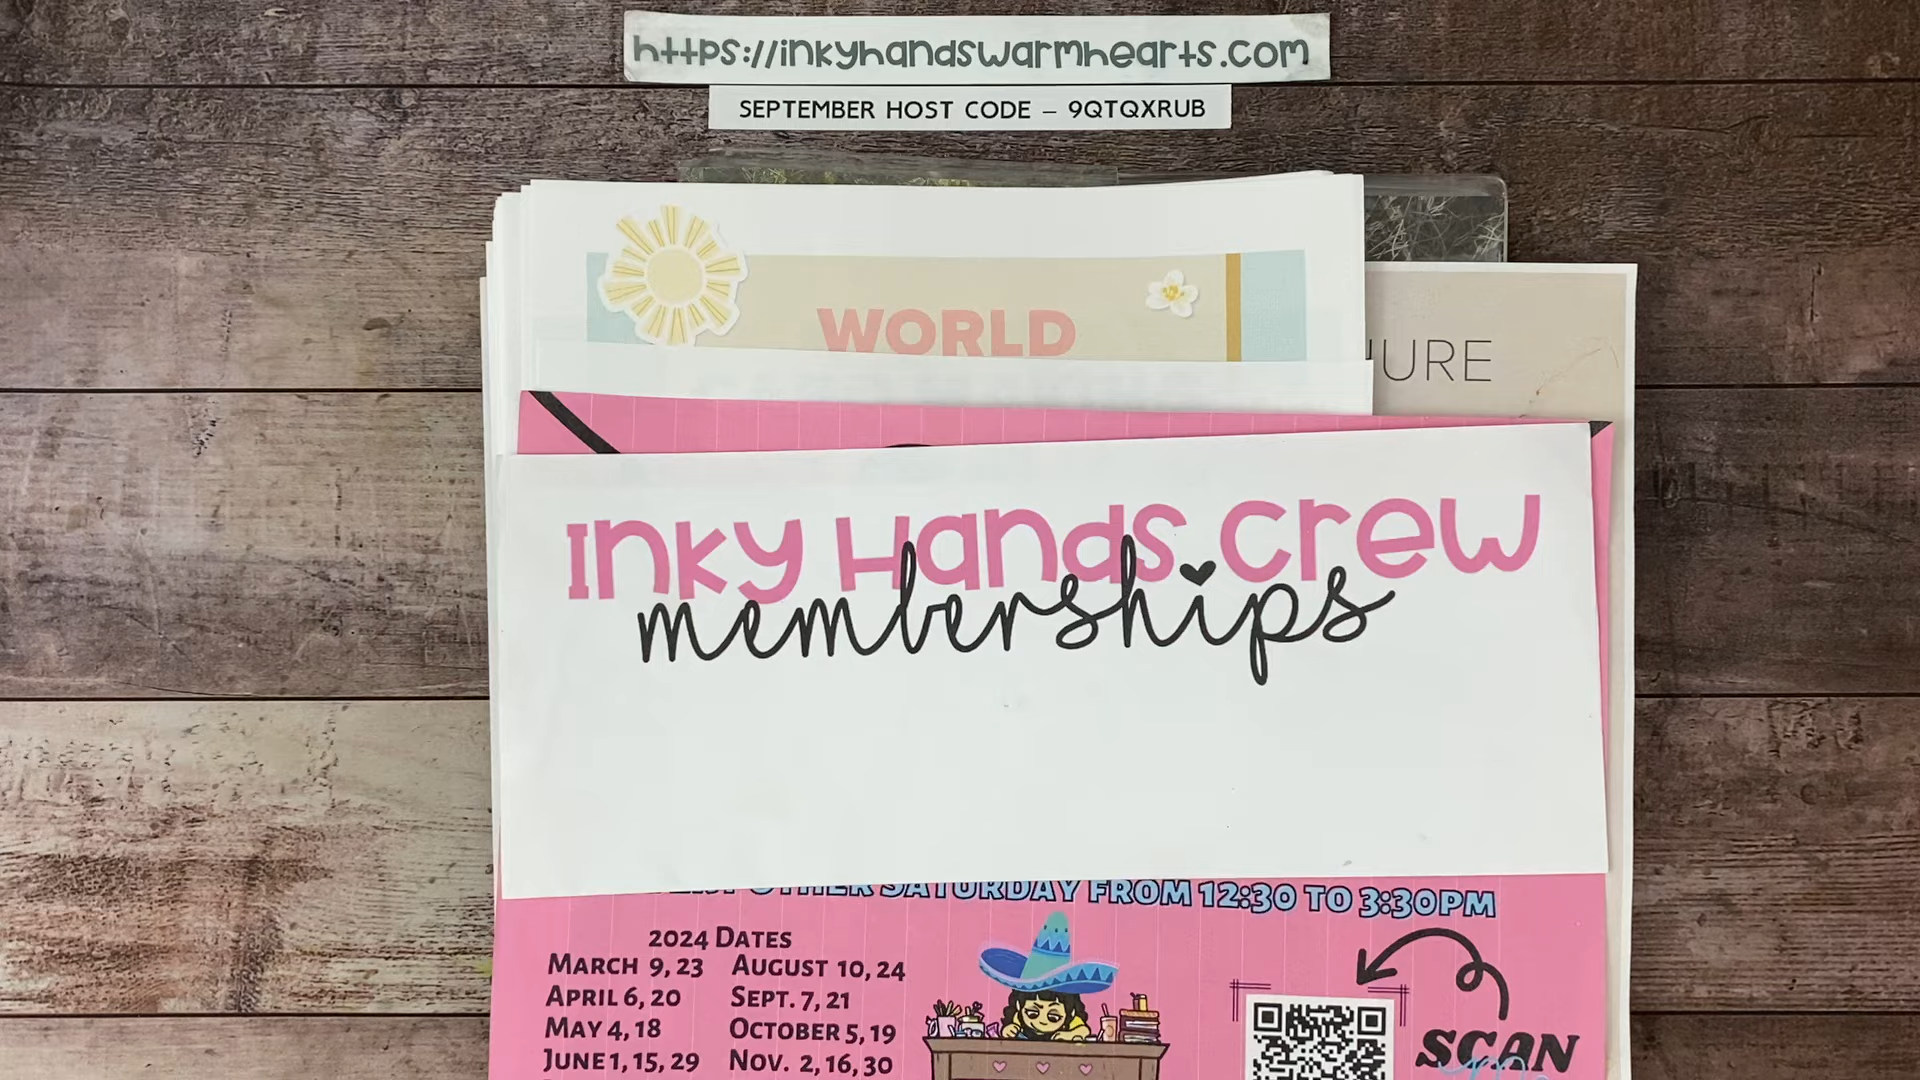 https://inkyhandswarmhearts.com
SEPTEMBER HOST CODE – 9QTQXRUB
WORLD
URE
Inky Hands Crew
memberships
OTHER SATURDAY FROM 12:30 TO 3:30PM
2024 DATES
MARCH 9, 23 AUGUST 10, 24
APRIL 6, 20 SEPT. 7, 21
MAY 4, 18 OCTOBER 5, 19
JUNE 1, 15, 29 NOV. 2, 16, 30
SCAN